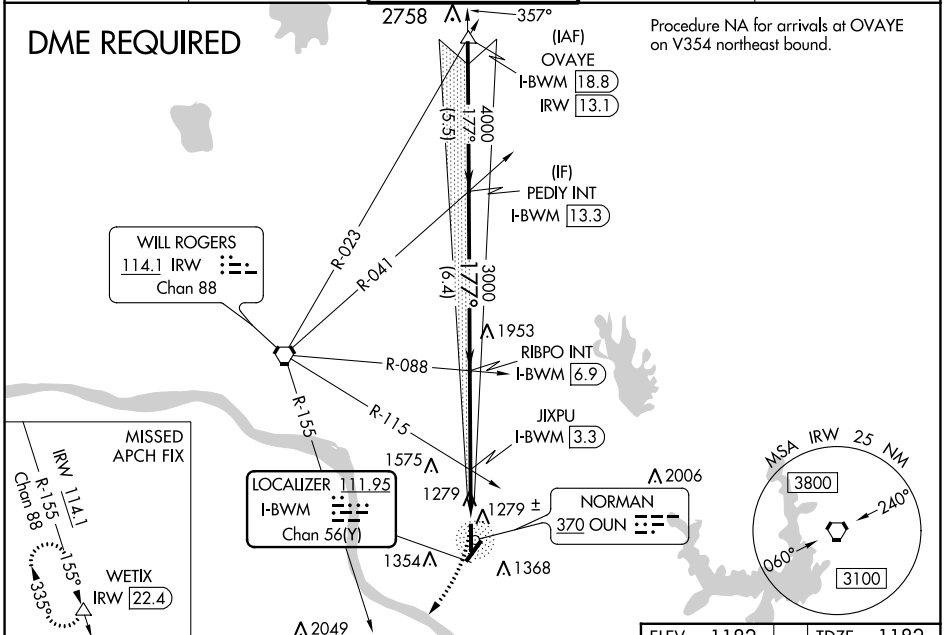 DME REQUIRED
2758
357°
Procedure NA for arrivals at OVAYE
on V354 northeast bound.
(IAF)
OVAYE
I-BWM 18.8
IRW 13.1
4000
177°
(5.5)
(IF)
PEDIY INT
I-BWM 13.3
R-023
R-041
WILL ROGERS
114.1 IRW
Chan 88
3000
177°
(6.4)
1953
RIBPO INT
I-BWM 6.9
R-088
R-115
R-155
JIXPU
I-BWM 3.3
MISSED
APCH FIX
IRW 114.1
R-155
Chan 88
155°
335°
WETIX
IRW 22.4
1575
1279
1279 ±
2006
LOCALIZER 111.95
I-BWM
Chan 56(Y)
NORMAN
370 OUN
1354
1368
2049
MSA IRW 25 NM
3800
240°
060°
3100
ELEV 1182
TDZE 1182